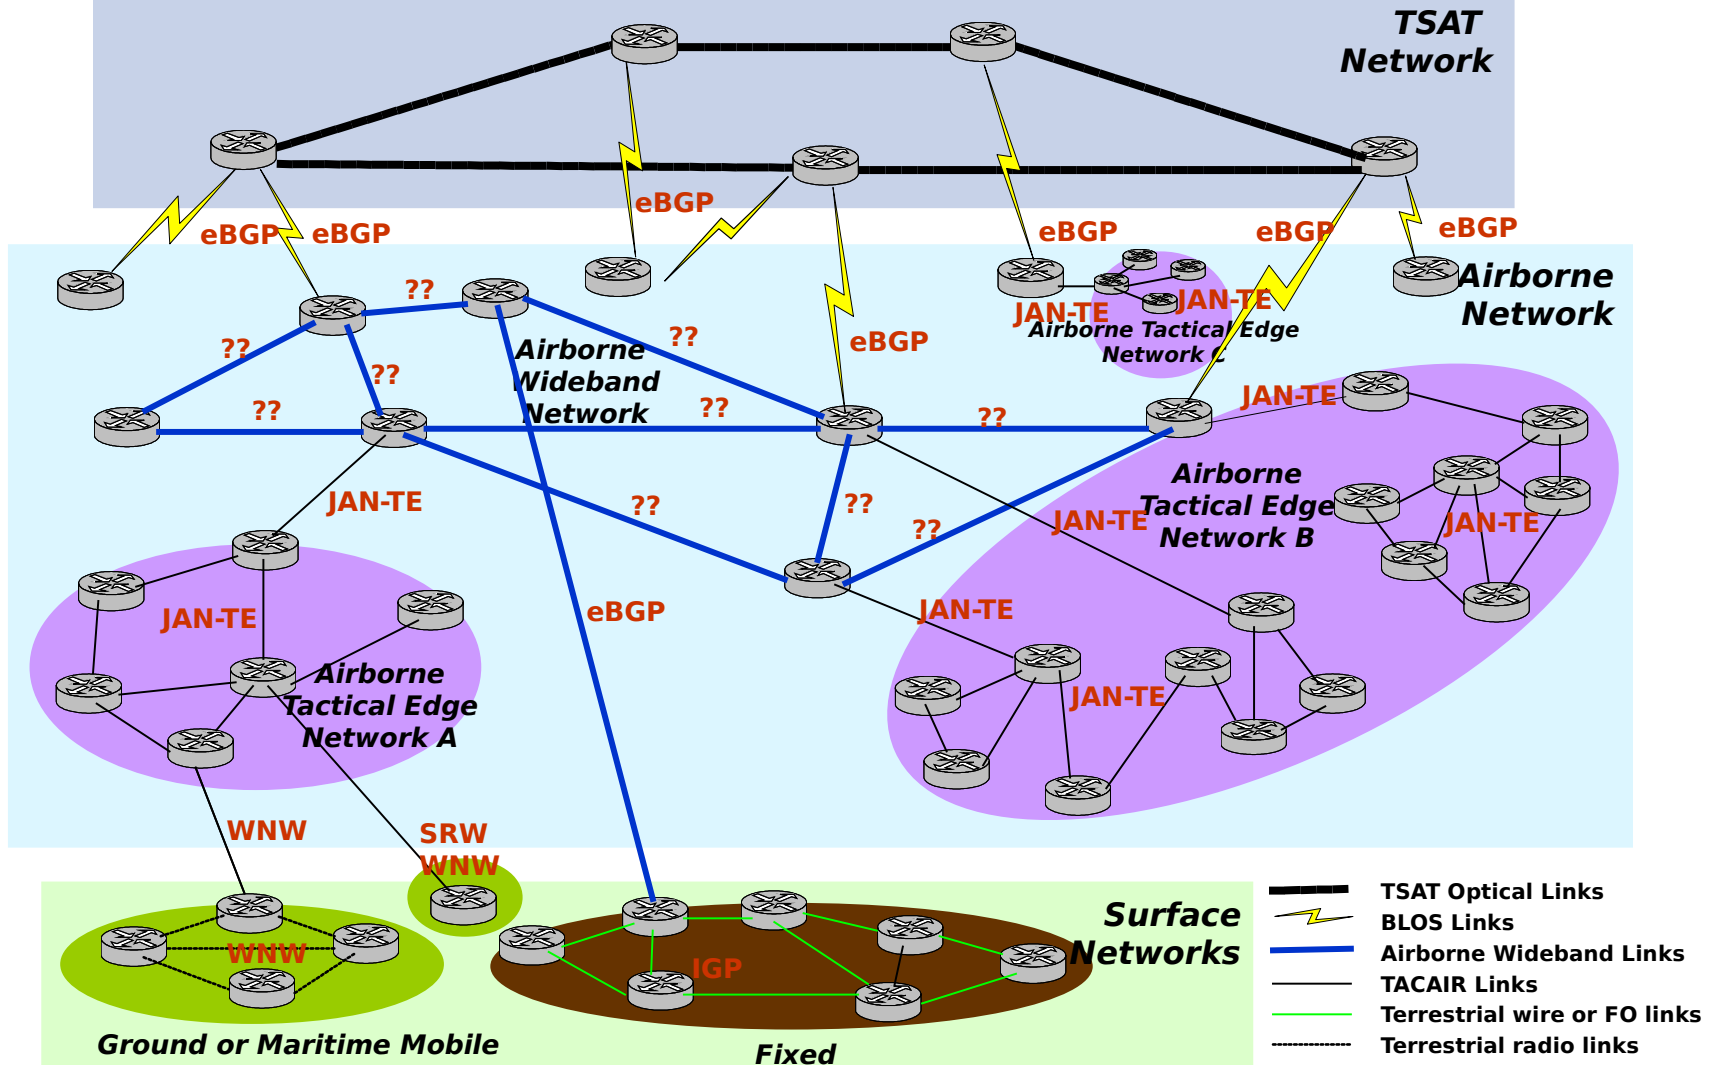 TSAT
Network
eBGP
eBGP
eBGP
eBGP
eBGP
eBGP
Airborne
Network
??
JAN-TE
JAN-TE
Airborne Tactical Edge
Network C
??
??
eBGP
Airborne
Wideband
Network
??
??
??
??
JAN-TE
Airborne
Tactical Edge
Network B
JAN-TE
??
??
??
JAN-TE
JAN-TE
JAN-TE
eBGP
JAN-TE
JAN-TE
Airborne
Tactical Edge
Network A
WNW
SRW
WNW
Surface
Networks
WNW
IGP
Ground or Maritime Mobile
Fixed
TSAT Optical Links
BLOS Links
Airborne Wideband Links
TACAIR Links
Terrestrial wire or FO links
Terrestrial radio links